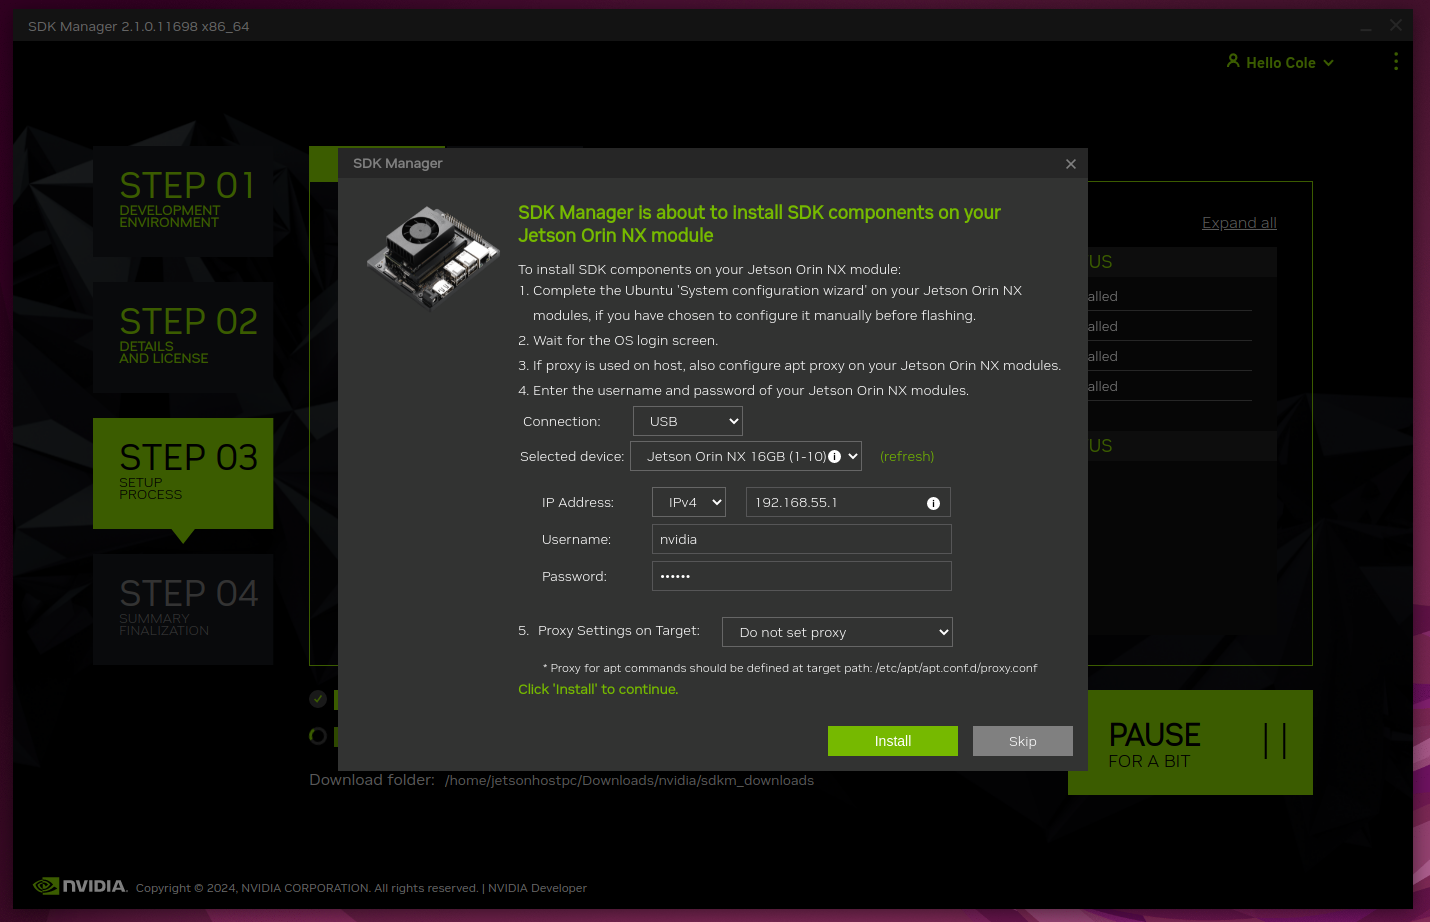 SDK Manager 2.1.0.11698 x86_64
Hello Cole
STEP 01
DEVELOPMENT
ENVIRONMENT
STEP 02
DETAILS
AND LICENSE
STEP 03
SETUP
PROCESS
STEP 04
SUMMARY
FINALIZATION
Expand all
SDK Manager
SDK Manager is about to install SDK components on your
Jetson Orin NX module
To install SDK components on your Jetson Orin NX module:
1. Complete the Ubuntu 'System configuration wizard' on your Jetson Orin NX
modules, if you have chosen to configure it manually before flashing.
2. Wait for the OS login screen.
3. If proxy is used on host, also configure apt proxy on your Jetson Orin NX modules.
4. Enter the username and password of your Jetson Orin NX modules.
Connection: USB
Selected device: Jetson Orin NX 16GB (1-10) (refresh)
IP Address: IPv4 192.168.55.1
Username: nvidia
Password: ••••••
5. Proxy Settings on Target: Do not set proxy
* Proxy for apt commands should be defined at target path: /etc/apt/apt.conf.d/proxy.conf
Click 'Install' to continue.
Install Skip
PAUSE
FOR A BIT
Download folder: /home/jetsonhostpc/Downloads/nvidia/sdkm_downloads
NVIDIA. Copyright © 2024, NVIDIA CORPORATION. All rights reserved. | NVIDIA Developer